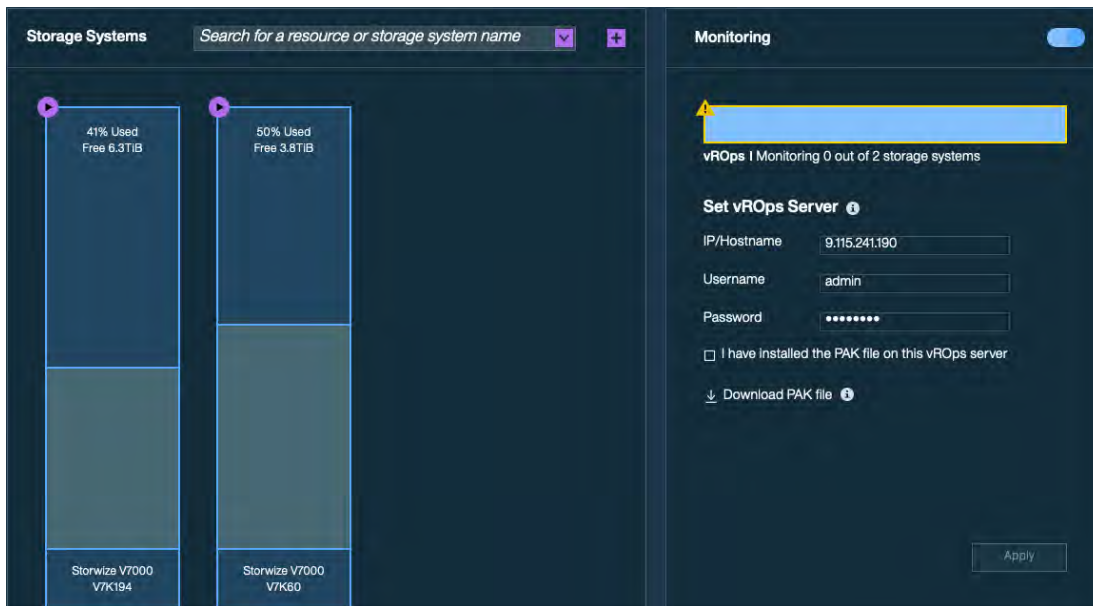 Storage Systems
Search for a resource or storage system name
41% Used
Free 6.3TiB
50% Used
Free 3.8TiB
Storwize V7000
V7K194
Storwize V7000
V7K60
Monitoring
vROps | Monitoring 0 out of 2 storage systems
Set vROps Server
IP/Hostname 9.115.241.190
Username admin
Password ••••••••
I have installed the PAK file on this vROps server
Download PAK file
Apply